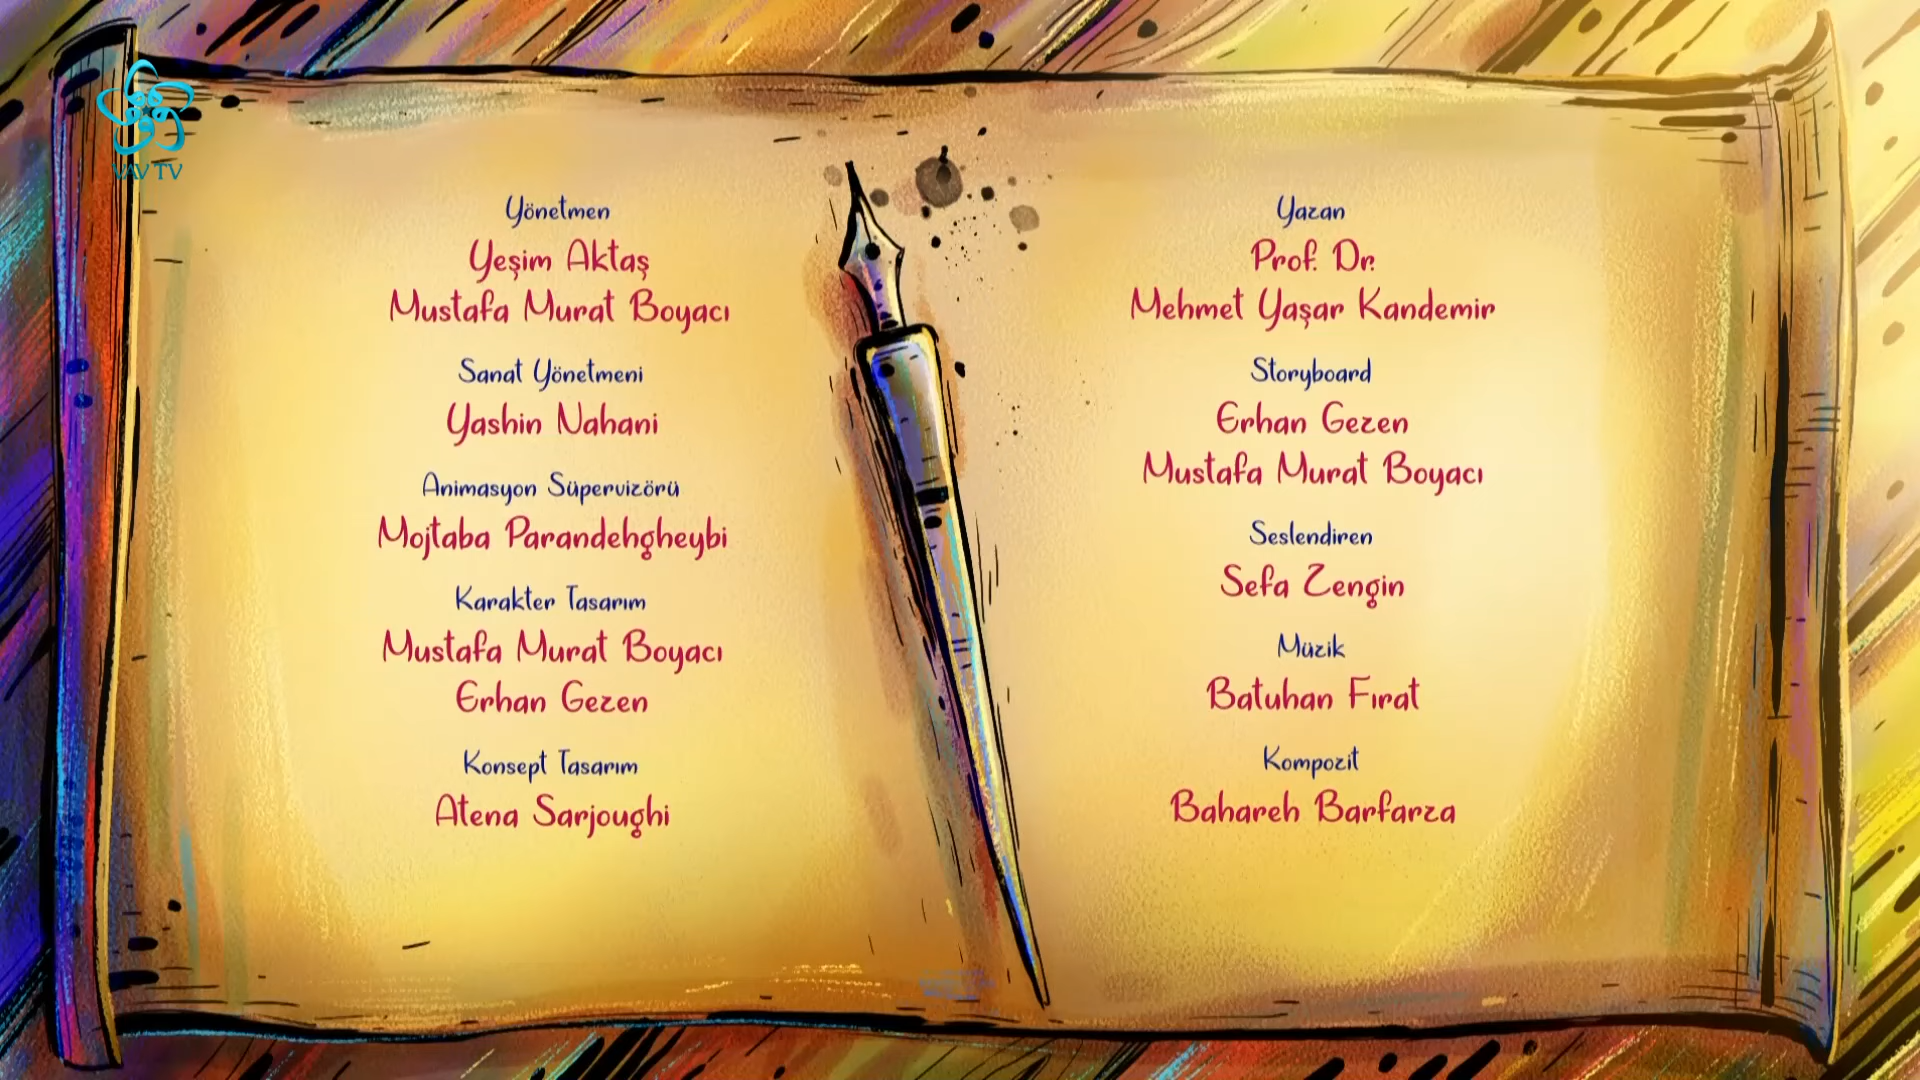 VAV TV
Yönetmen
Yeşim Aktaş
Mustafa Murat Boyacı
Sanat Yönetmeni
Yashin Nahani
Animasyon Süpervizörü
Mojtaba Parandehgheybi
Karakter Tasarım
Mustafa Murat Boyacı
Erhan Gezen
Konsept Tasarım
Atena Sarjoughi
Yazan
Prof. Dr.
Mehmet Yaşar Kandemir
Storyboard
Erhan Gezen
Mustafa Murat Boyacı
Seslendiren
Sefa Zengin
Müzik
Batuhan Fırat
Kompozit
Bahareh Barfarza